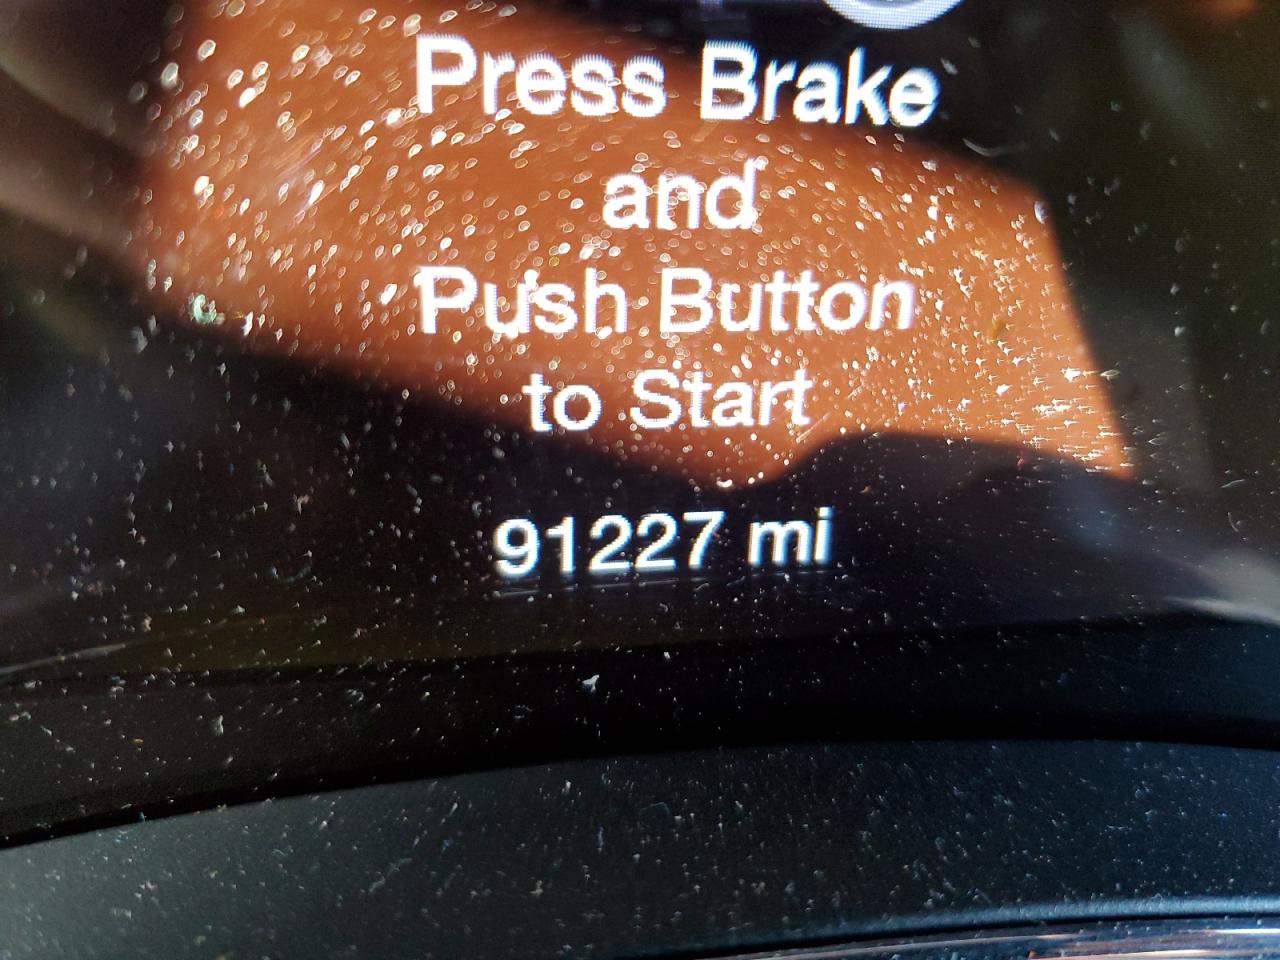 Press Brake
and
Push Button
to Start
91227 mi